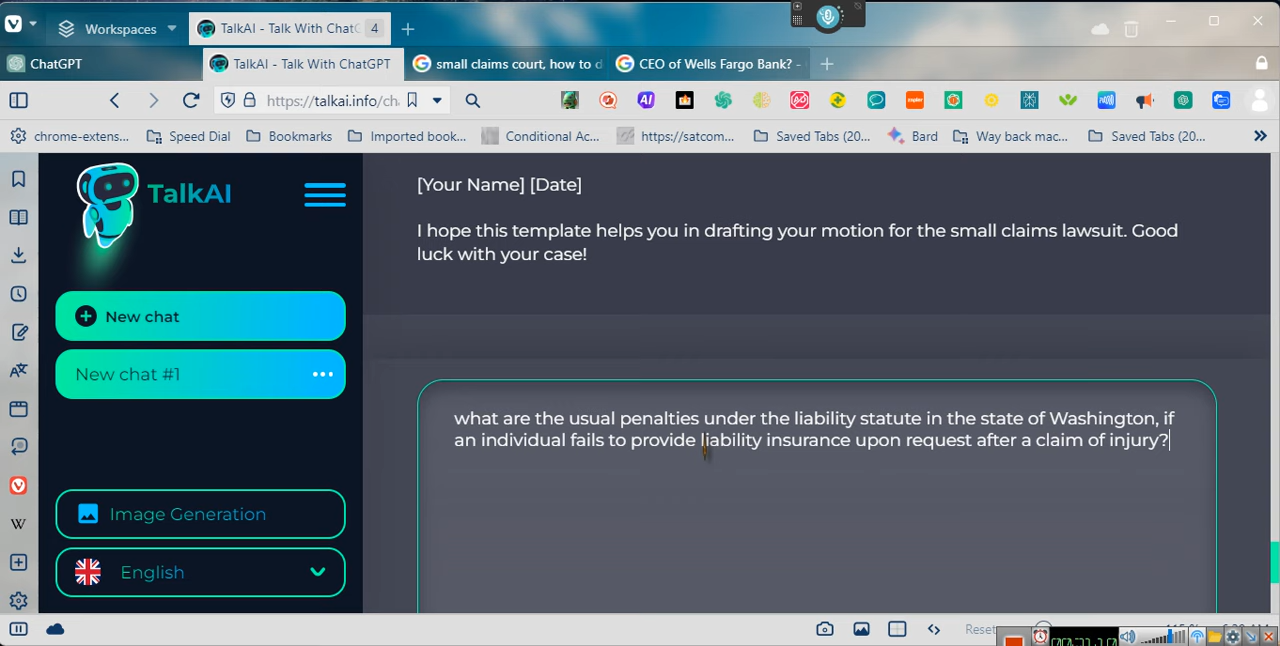 Workspaces
TalkAI - Talk With ChatG
4
ChatGPT
TalkAI - Talk With ChatGPT
small claims court, how to d
CEO of Wells Fargo Bank? -
https://talkai.info/ch
chrome-extens...
Speed Dial
Bookmarks
Imported book...
Conditional Ac...
https://satcom...
Saved Tabs (20...
Bard
Way back mac...
Saved Tabs (20...
TalkAI
[Your Name] [Date]
I hope this template helps you in drafting your motion for the small claims lawsuit. Good
luck with your case!
New chat
New chat #1
what are the usual penalties under the liability statute in the state of Washington, if
an individual fails to provide liability insurance upon request after a claim of injury?
Image Generation
English
Reset